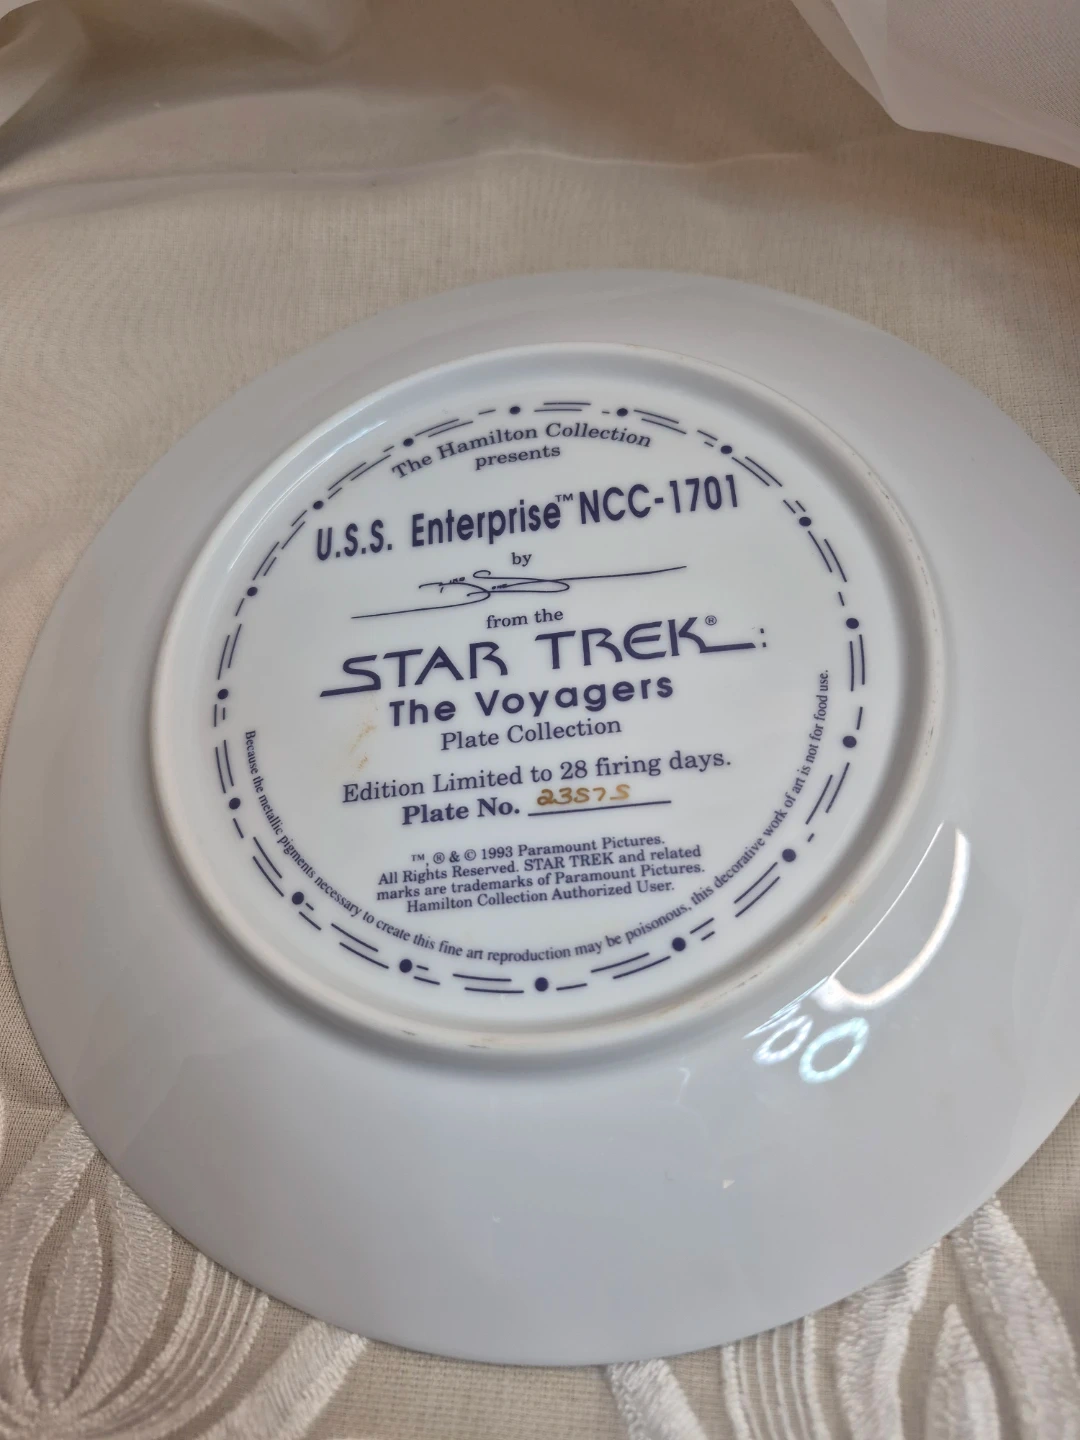 The Hamilton Collection
presents
U.S.S. Enterprise™ NCC-1701
by
from the
STAR TREK®:
The Voyagers
Plate Collection
Edition Limited to 28 firing days.
Plate No. 23575
™, ® & © 1993 Paramount Pictures.
All Rights Reserved. STAR TREK and related
marks are trademarks of Paramount Pictures.
Hamilton Collection Authorized User.
Because the metallic pigments necessary to create this fine art reproduction may be poisonous, this decorative work of art is not for food use.